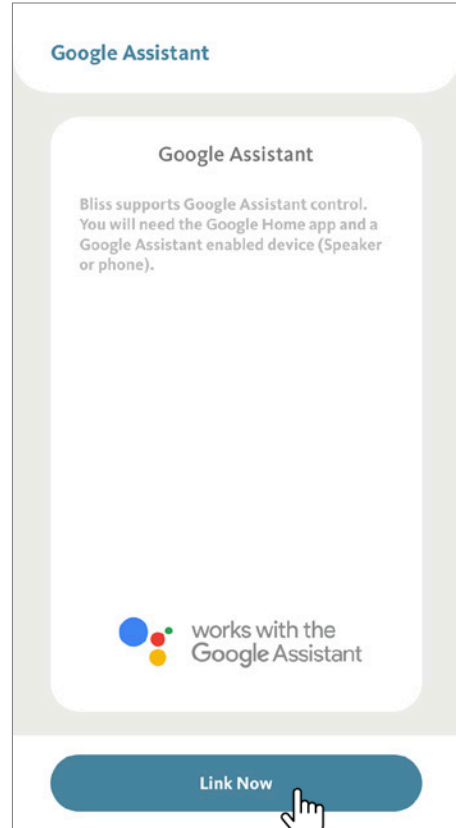 Google Assistant
Google Assistant
Bliss supports Google Assistant control.
You will need the Google Home app and a
Google Assistant enabled device (Speaker
or phone).
works with the
Google Assistant
Link Now